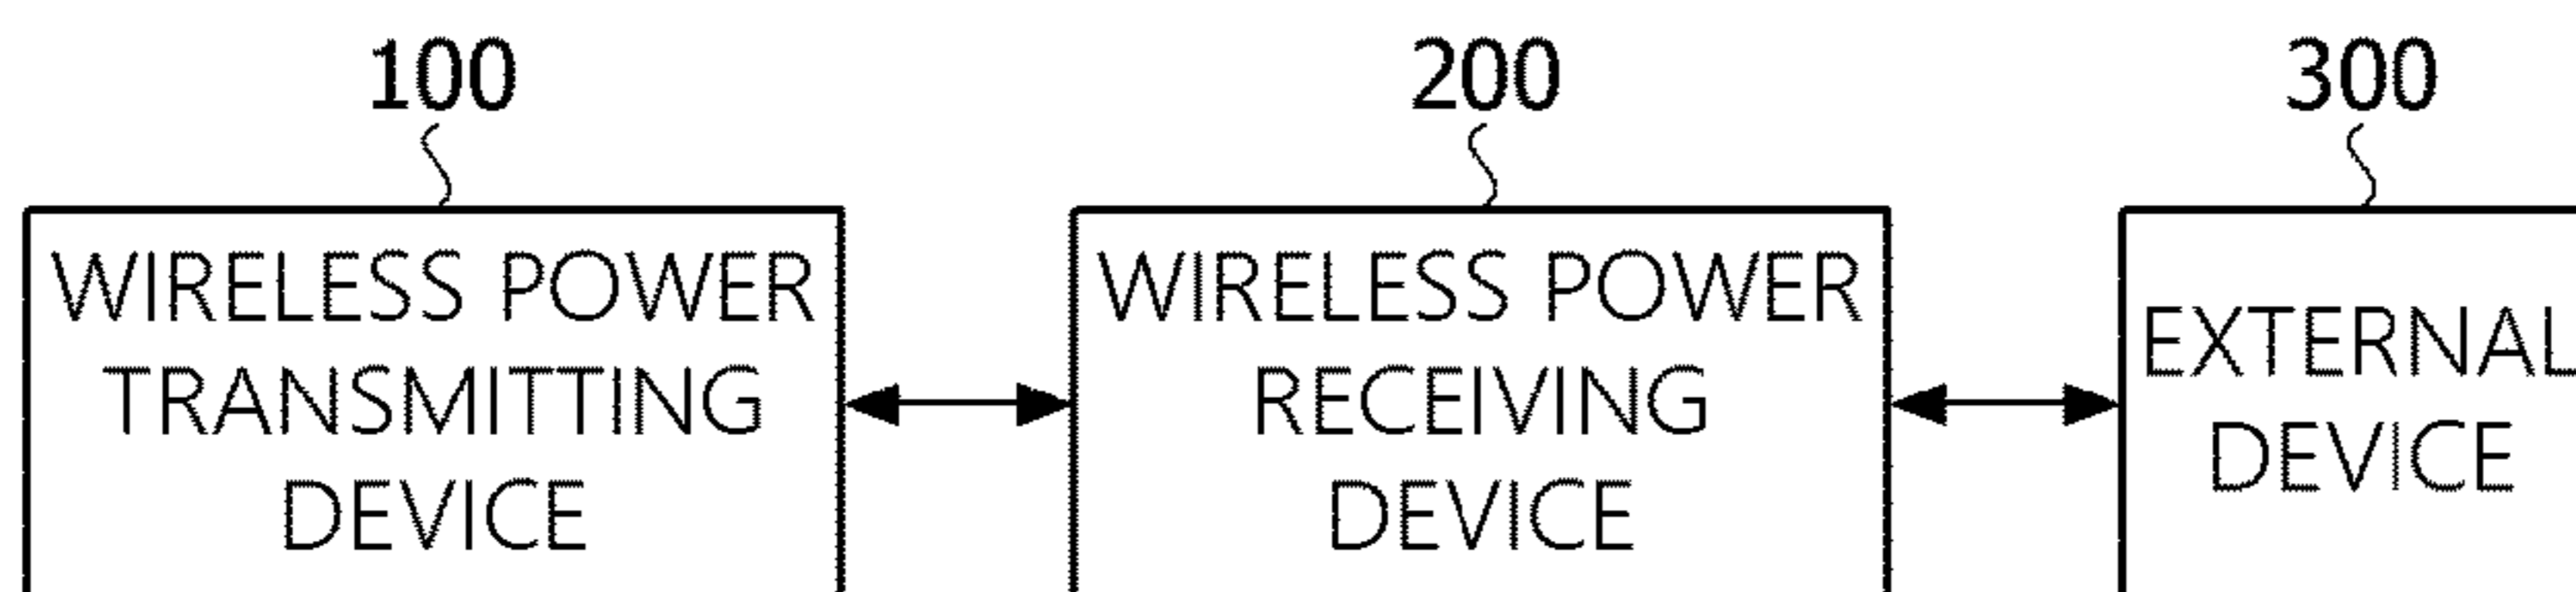 100
200
300
WIRELESS POWER
TRANSMITTING
DEVICE
WIRELESS POWER
RECEIVING
DEVICE
EXTERNAL
DEVICE